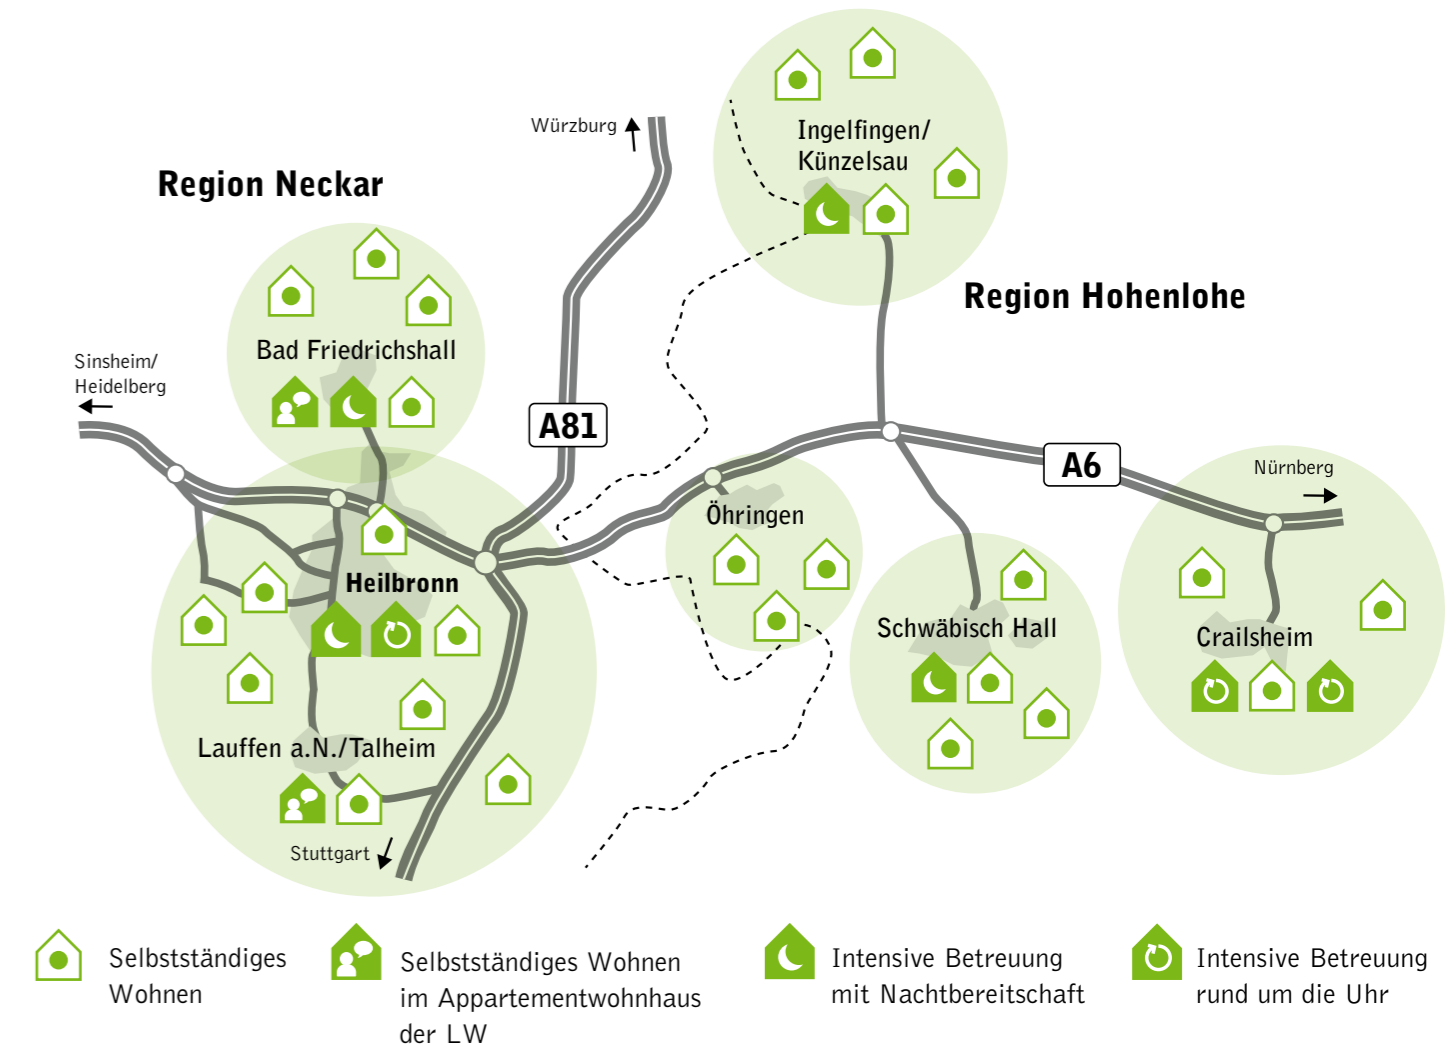 Würzburg
Ingelfingen/
Künzelsau
Region Neckar
Region Hohenlohe
Bad Friedrichshall
Sinsheim/
Heidelberg
A81
A6
Nürnberg
Öhringen
Heilbronn
Schwäbisch Hall
Crailsheim
Lauffen a.N./Talheim
Stuttgart
Selbstständiges
Wohnen
Selbstständiges Wohnen
im Appartementwohnhaus
der LW
Intensive Betreuung
mit Nachtbereitschaft
Intensive Betreuung
rund um die Uhr